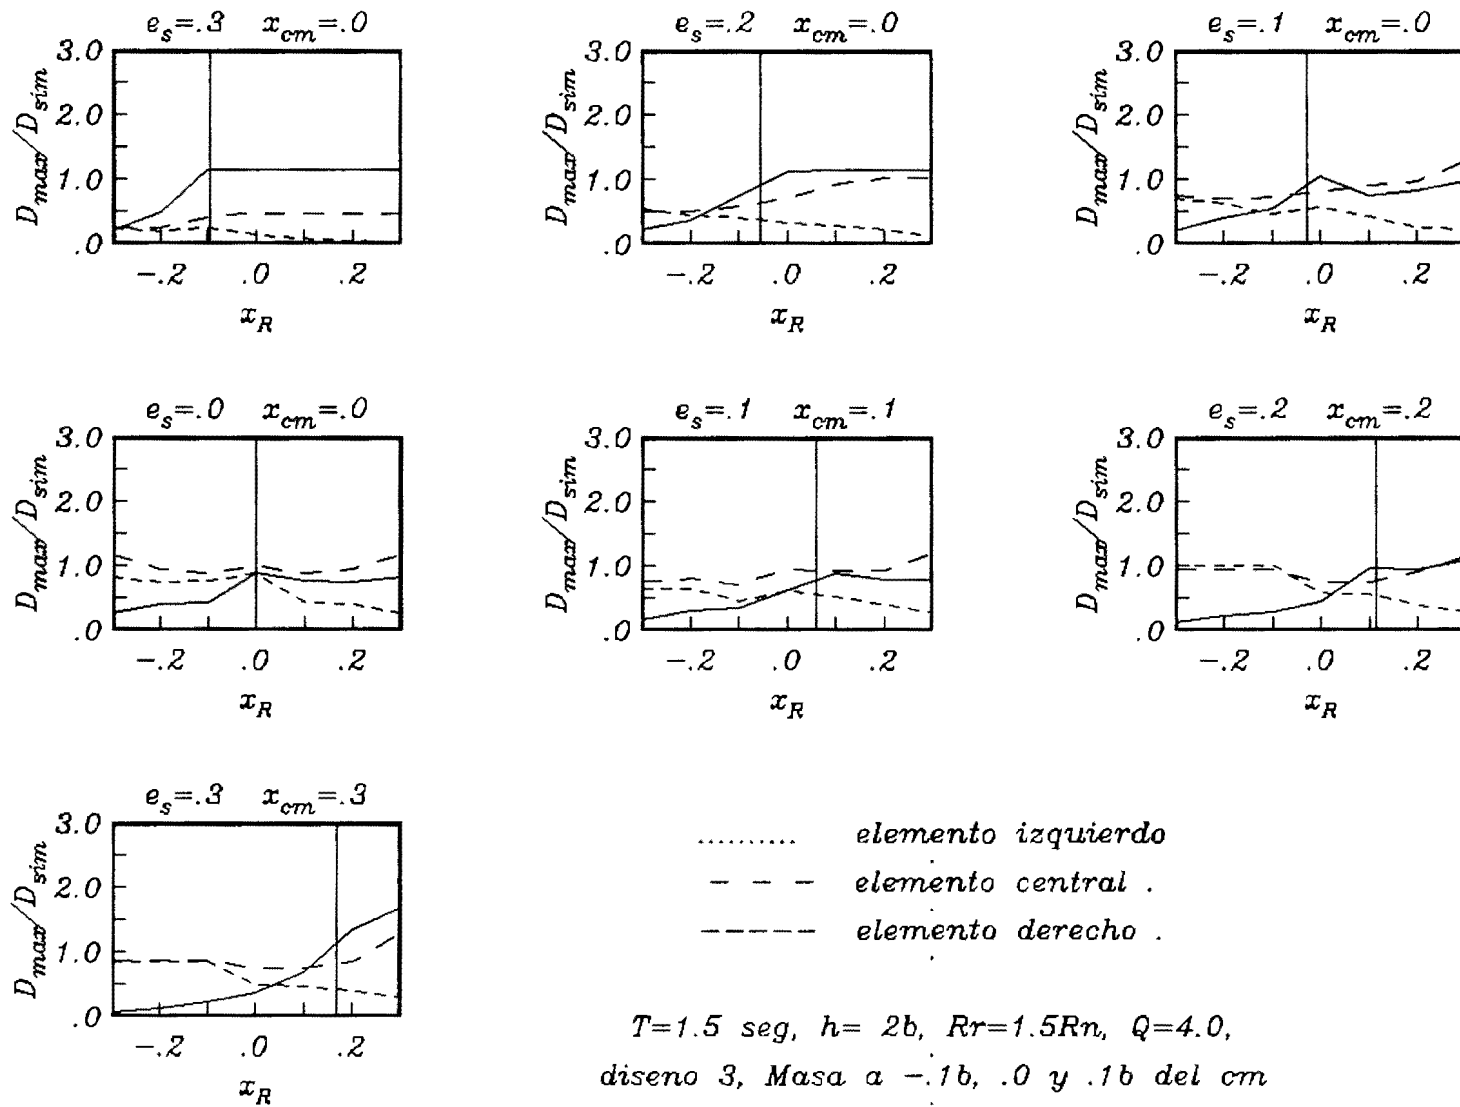 e_s=.3 x_cm=.0
D_max/D_sim
3.0
2.0
1.0
.0
-.2 .0 .2
x_R
e_s=.2 x_cm=.0
D_max/D_sim
3.0
2.0
1.0
.0
-.2 .0 .2
x_R
e_s=.1 x_cm=.0
D_max/D_sim
3.0
2.0
1.0
.0
-.2 .0 .2
x_R
e_s=.0 x_cm=.0
D_max/D_sim
3.0
2.0
1.0
.0
-.2 .0 .2
x_R
e_s=.1 x_cm=.1
D_max/D_sim
3.0
2.0
1.0
.0
-.2 .0 .2
x_R
e_s=.2 x_cm=.2
D_max/D_sim
3.0
2.0
1.0
.0
-.2 .0 .2
x_R
e_s=.3 x_cm=.3
D_max/D_sim
3.0
2.0
1.0
.0
-.2 .0 .2
x_R
elemento izquierdo
elemento central .
elemento derecho .
T=1.5 seg, h= 2b, Rr=1.5Rn, Q=4.0,
diseno 3, Masa a -.1b, .0 y .1b del cm